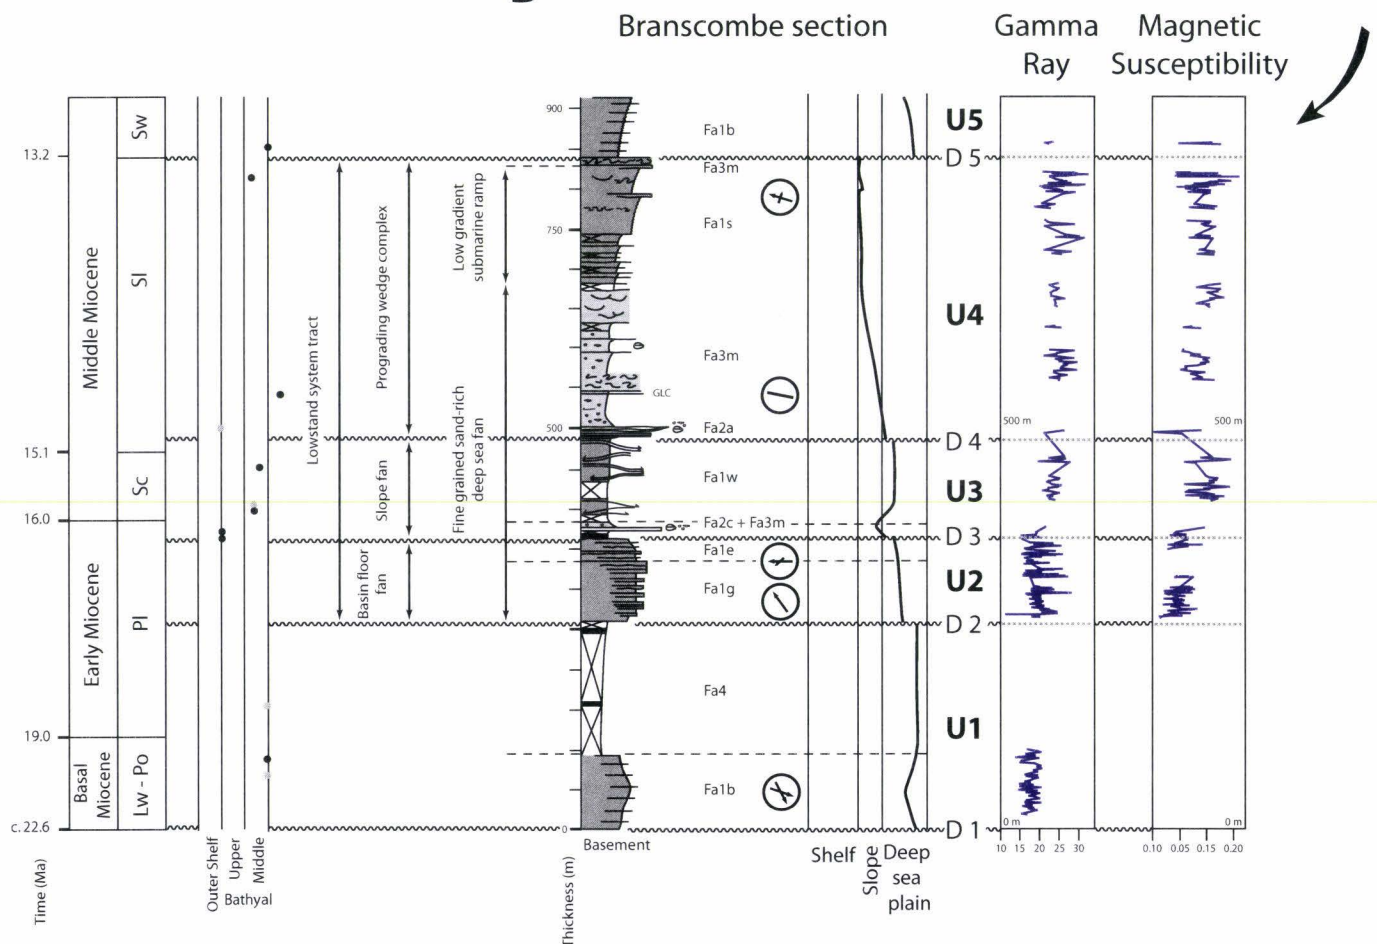 Branscombe section
Gamma
Ray
Magnetic
Susceptibility
900
Sw
Fa1b
U5
13.2
D 5
Fa3m
Low gradient
submarine ramp
750
Fa1s
Middle Miocene
Sl
Prograding wedge complex
Lowstand system tract
U4
Fa3m
GLC
500
Fa2a
500 m
500 m
D 4
15.1
Sc
Slope fan
Fine grained sand-rich
deep sea fan
Fa1w
U3
16.0
Fa2c + Fa3m
D 3
Fa1e
Basin floor
fan
Fa1g
U2
Early Miocene
Pl
D 2
Fa4
U1
19.0
Basal
Miocene
Lw - Po
Fa1b
c. 22.6
0
0 m
0 m
D 1
Basement
10 15 20 25 30
0.10 0.05 0.15 0.20
Time (Ma)
Outer Shelf
Upper
Middle
Bathyal
Thickness (m)
Shelf
Slope
Deep
sea
plain